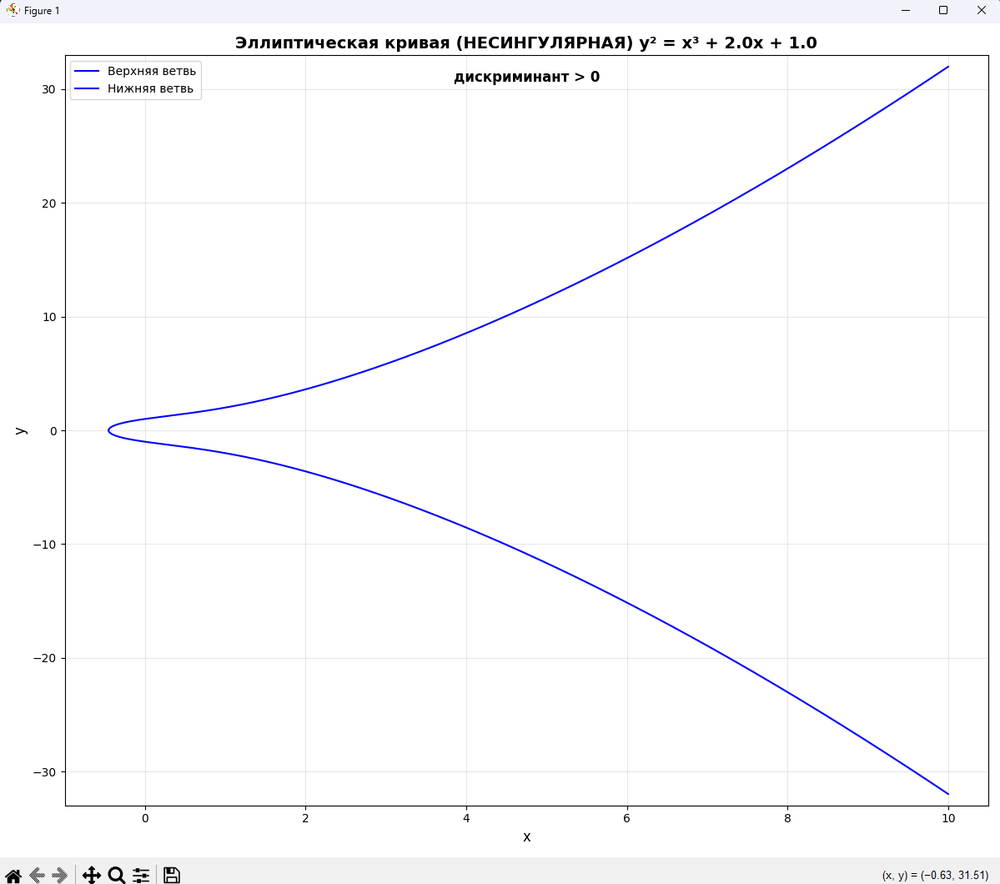 Figure 1
Эллиптическая кривая (НЕСИНГУЛЯРНАЯ) y² = x³ + 2.0x + 1.0
Верхняя ветвь
Нижняя ветвь
дискриминант > 0
30
20
10
0
−10
−20
−30
y
0 2 4 6 8 10
x
(x, y) = (−0.63, 31.51)